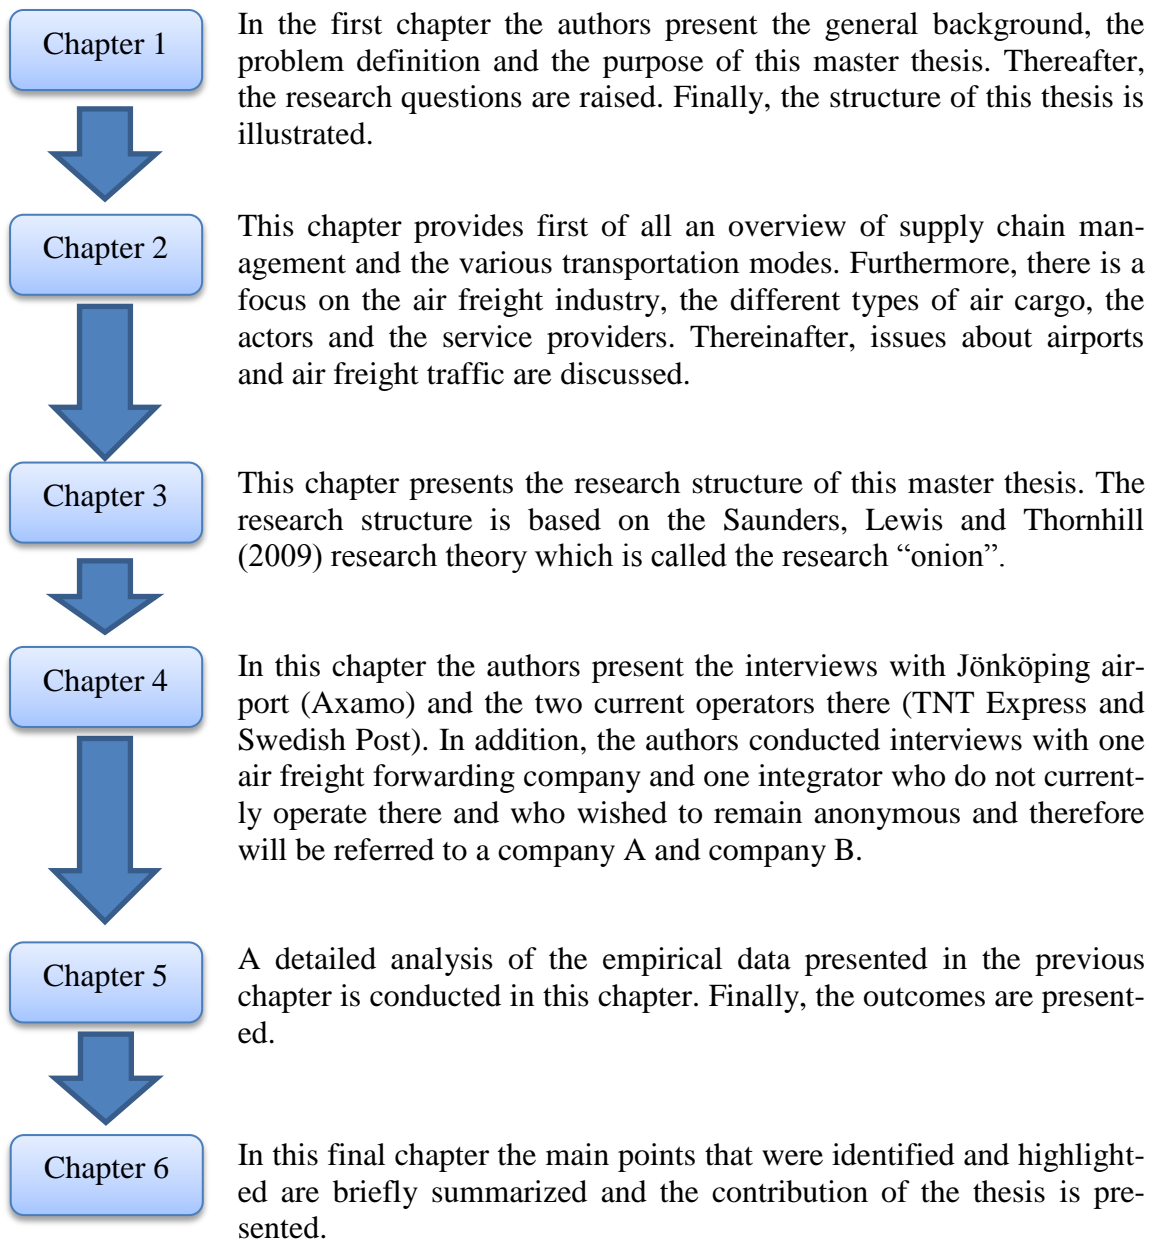 Chapter 1
In the first chapter the authors present the general background, the
problem definition and the purpose of this master thesis. Thereafter,
the research questions are raised. Finally, the structure of this thesis is
illustrated.
Chapter 2
This chapter provides first of all an overview of supply chain man-
agement and the various transportation modes. Furthermore, there is a
focus on the air freight industry, the different types of air cargo, the
actors and the service providers. Thereinafter, issues about airports
and air freight traffic are discussed.
Chapter 3
This chapter presents the research structure of this master thesis. The
research structure is based on the Saunders, Lewis and Thornhill
(2009) research theory which is called the research “onion”.
Chapter 4
In this chapter the authors present the interviews with Jönköping air-
port (Axamo) and the two current operators there (TNT Express and
Swedish Post). In addition, the authors conducted interviews with one
air freight forwarding company and one integrator who do not current-
ly operate there and who wished to remain anonymous and therefore
will be referred to a company A and company B.
Chapter 5
A detailed analysis of the empirical data presented in the previous
chapter is conducted in this chapter. Finally, the outcomes are present-
ed.
Chapter 6
In this final chapter the main points that were identified and highlight-
ed are briefly summarized and the contribution of the thesis is pre-
sented.